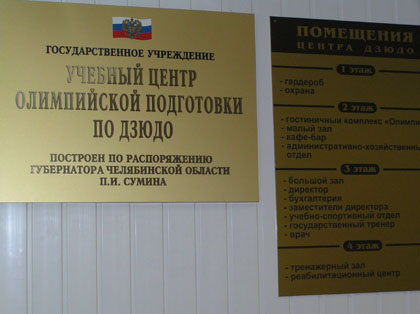 ГОСУДАРСТВЕННОЕ УЧРЕЖДЕНИЕ
УЧЕБНЫЙ ЦЕНТР
ОЛИМПИЙСКОЙ ПОДГОТОВКИ
ПО ДЗЮДО
ПОСТРОЕН ПО РАСПОРЯЖЕНИЮ
ГУБЕРНАТОРА ЧЕЛЯБИНСКОЙ ОБЛАСТИ
П.И. СУМИНА
ПОМЕЩЕНИЯ
ЦЕНТРА ДЗЮДО
1 этаж
- гардероб
- охрана
2 этаж
- гостиничный комплекс «Олимпи
- малый зал
- кафе-бар
- административно-хозяйственны
отдел
3 этаж
- большой зал
- директор
- бухгалтерия
- заместители директора
- учебно-спортивный отдел
- государственный тренер
- врач
4 этаж
- тренажерный зал
- реабилитационный центр